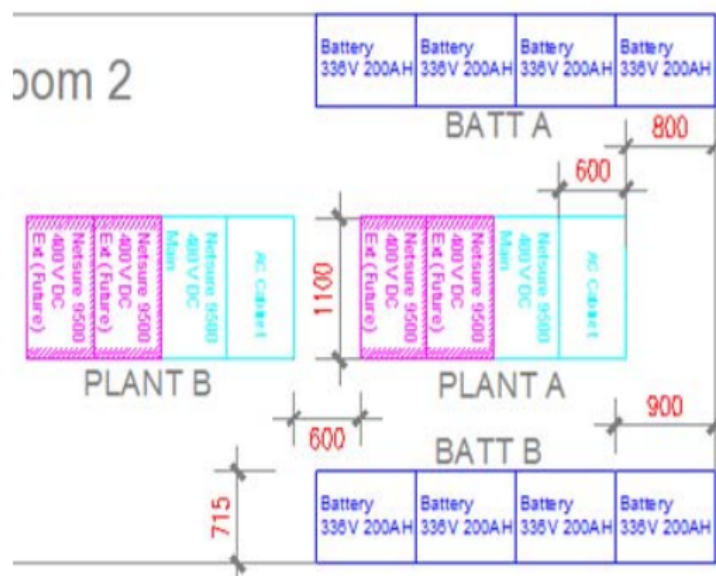 Battery
336V 200AH
Battery
336V 200AH
Battery
336V 200AH
Battery
336V 200AH
oom 2
BATT A
800
600
Netsure 9500
400 V DC
Ext (Future)
Netsure 9500
400 V DC
Ext (Future)
Netsure 9500
400 V DC
Main
AC Cabinet
1100
Netsure 9500
400 V DC
Ext (Future)
Netsure 9500
400 V DC
Ext (Future)
Netsure 9500
400 V DC
Main
AC Cabinet
PLANT B
PLANT A
600
900
BATT B
715
Battery
336V 200AH
Battery
336V 200AH
Battery
336V 200AH
Battery
336V 200AH